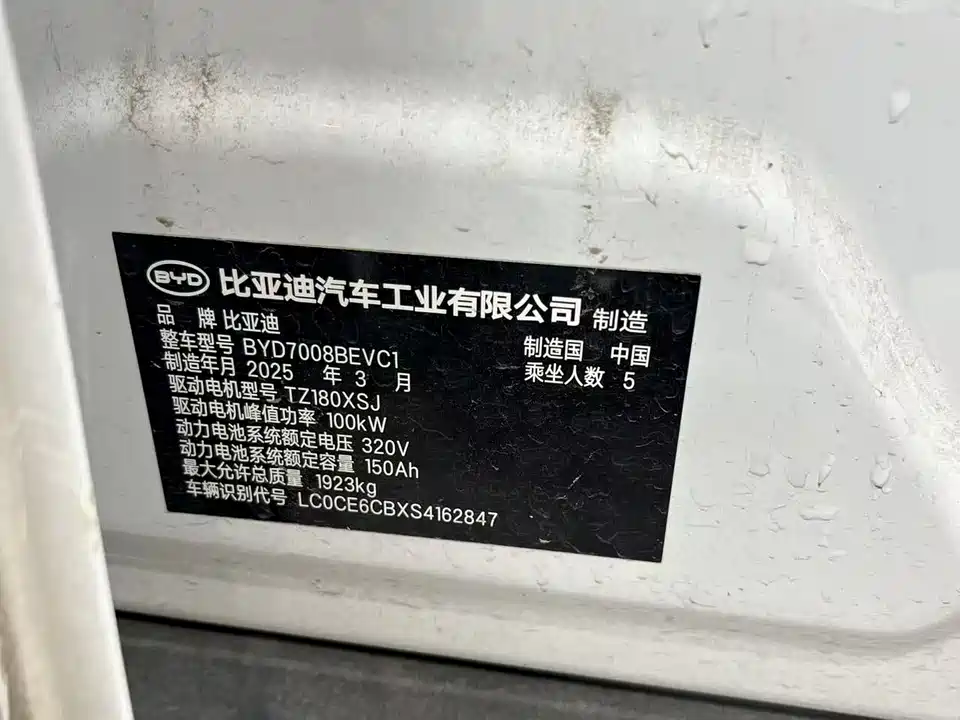 BYD 比亚迪汽车工业有限公司 制造
品 牌 比亚迪
整车型号 BYD7008BEVC1
制造国 中国
制造年月 2025 年 3 月
乘坐人数 5
驱动电机型号 TZ180XSJ
驱动电机峰值功率 100kW
动力电池系统额定电压 320V
动力电池系统额定容量 150Ah
最大允许总质量 1923kg
车辆识别代号 LC0CE6CBXS4162847